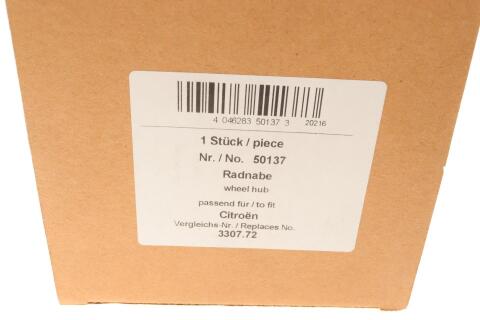 4 046283 50137 3 20216
1 Stück / piece
Nr. / No. 50137
Radnabe
wheel hub
passend für / to fit
Citroën
Vergleichs-Nr. / Replaces No.
3307.72